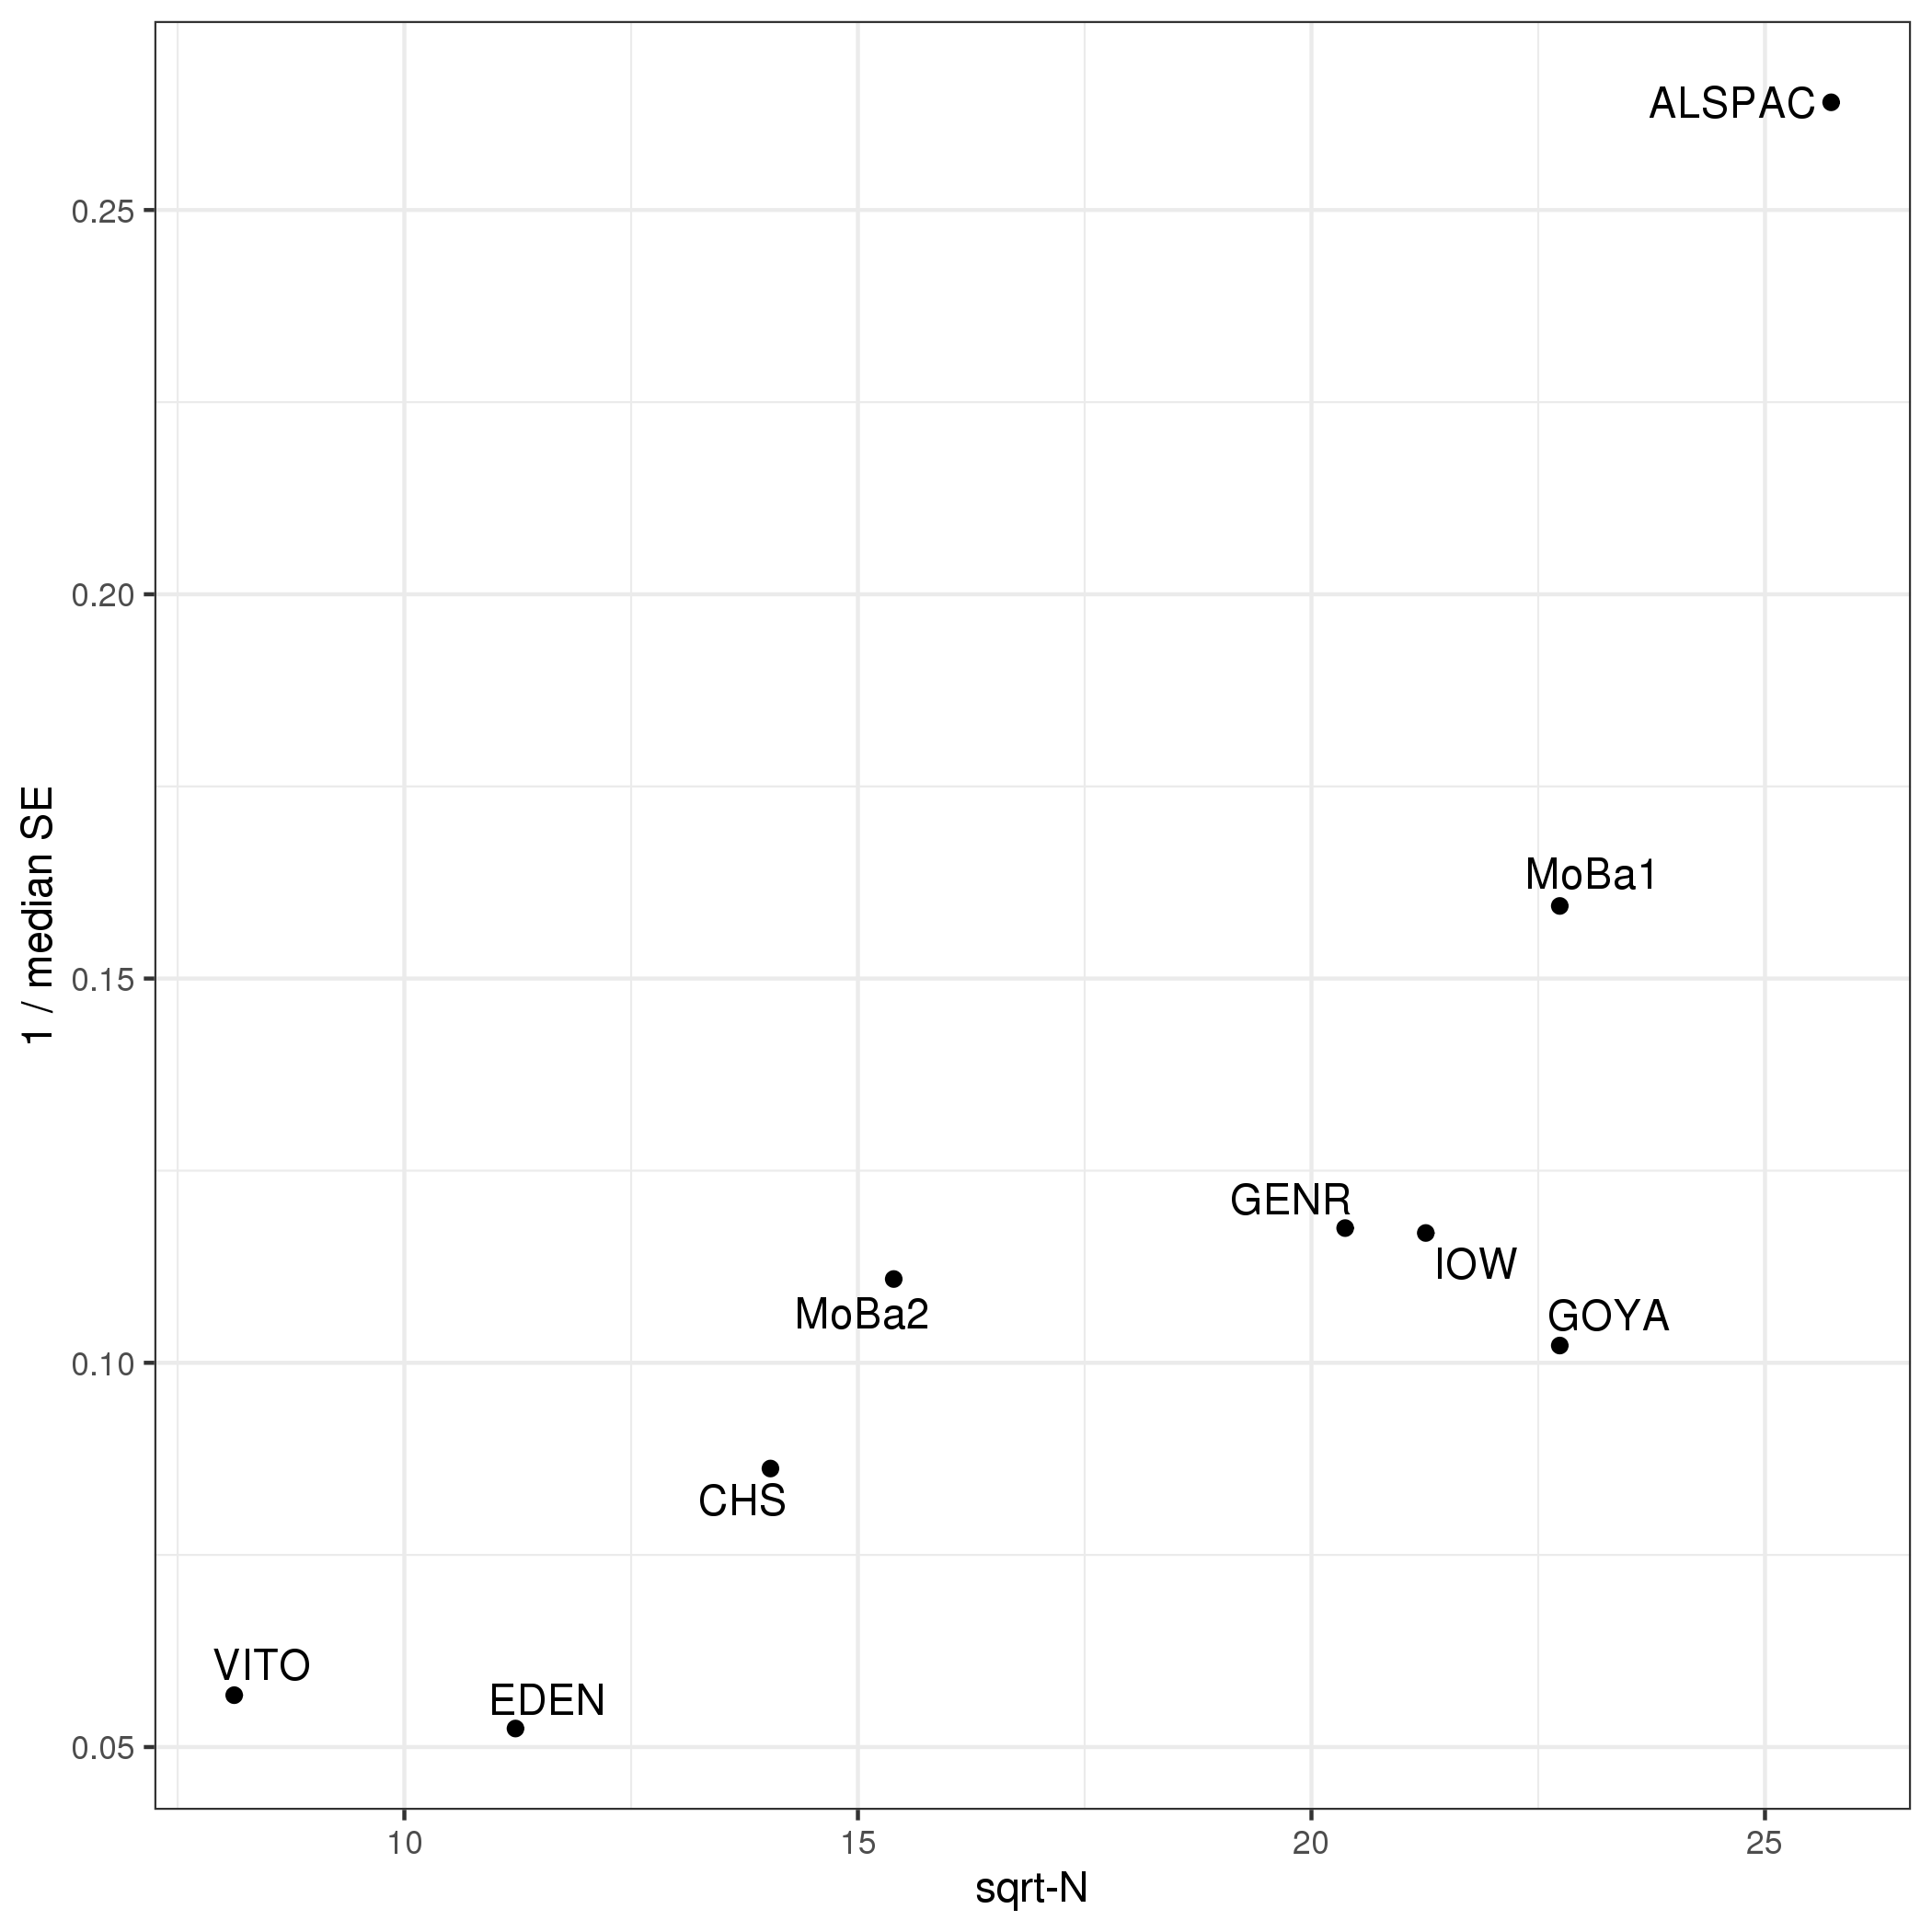 ALSPAC
0.25
0.20
MoBa1
0.15
GENR
IOW
MoBa2
GOYA
0.10
CHS
VITO
EDEN
0.05
1 / median SE
10 15 20 25
sqrt-N